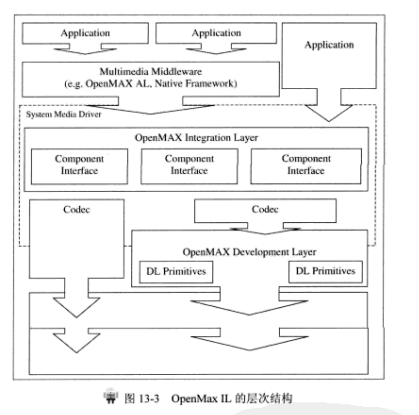 Application
Application
Application
Multimedia Middleware
(e.g. OpenMAX AL, Native Framework)
System Media Driver
OpenMAX Integration Layer
Component
Interface
Component
Interface
Component
Interface
Codec
Codec
OpenMAX Development Layer
DL Primitives
DL Primitives
图 13-3 OpenMax IL 的层次结构